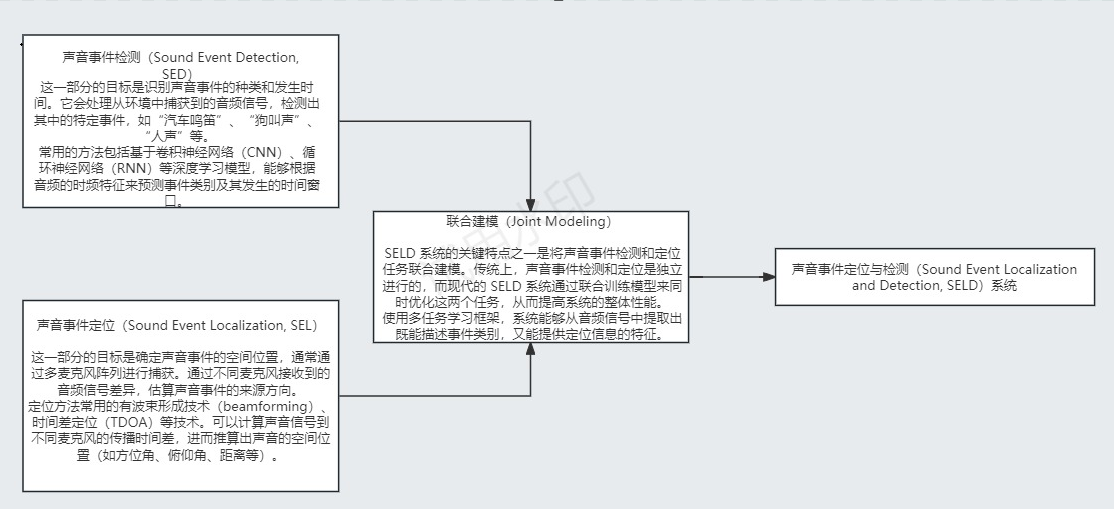 声音事件检测（Sound Event Detection,
SED）
这一部分的目标是识别声音事件的种类和发生时
间。它会处理从环境中捕获到的音频信号，检测出
其中的特定事件，如“汽车鸣笛”、“狗叫声”、
“人声”等。
常用的方法包括基于卷积神经网络（CNN）、循
环神经网络（RNN）等深度学习模型，能够根据
音频的时频特征来预测事件类别及其发生的时间窗
口。
声音事件定位（Sound Event Localization, SEL）
这一部分的目标是确定声音事件的空间位置，通常通
过多麦克风阵列进行捕获。通过不同麦克风接收到的
音频信号差异，估算声音事件的来源方向。
定位方法常用的有波束形成技术（beamforming）、
时间差定位（TDOA）等技术。可以计算声音信号到
不同麦克风的传播时间差，进而推算出声音的空间位
置（如方位角、俯仰角、距离等）。
联合建模（Joint Modeling）
SELD 系统的关键特点之一是将声音事件检测和定位
任务联合建模。传统上，声音事件检测和定位是独立
进行的，而现代的 SELD 系统通过联合训练模型来同
时优化这两个任务，从而提高系统的整体性能。
使用多任务学习框架，系统能够从音频信号中提取出
既能描述事件类别，又能提供定位信息的特征。
声音事件定位与检测（Sound Event Localization
and Detection, SELD）系统
水印